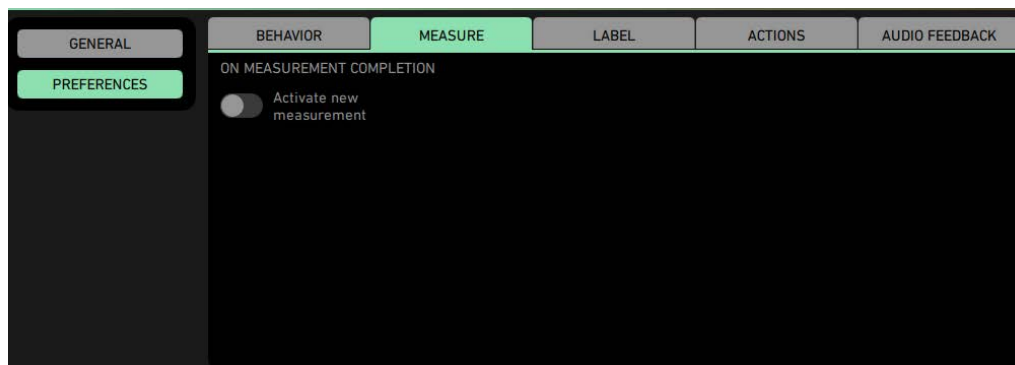 GENERAL
PREFERENCES
BEHAVIOR
MEASURE
LABEL
ACTIONS
AUDIO FEEDBACK
ON MEASUREMENT COMPLETION
Activate new
measurement